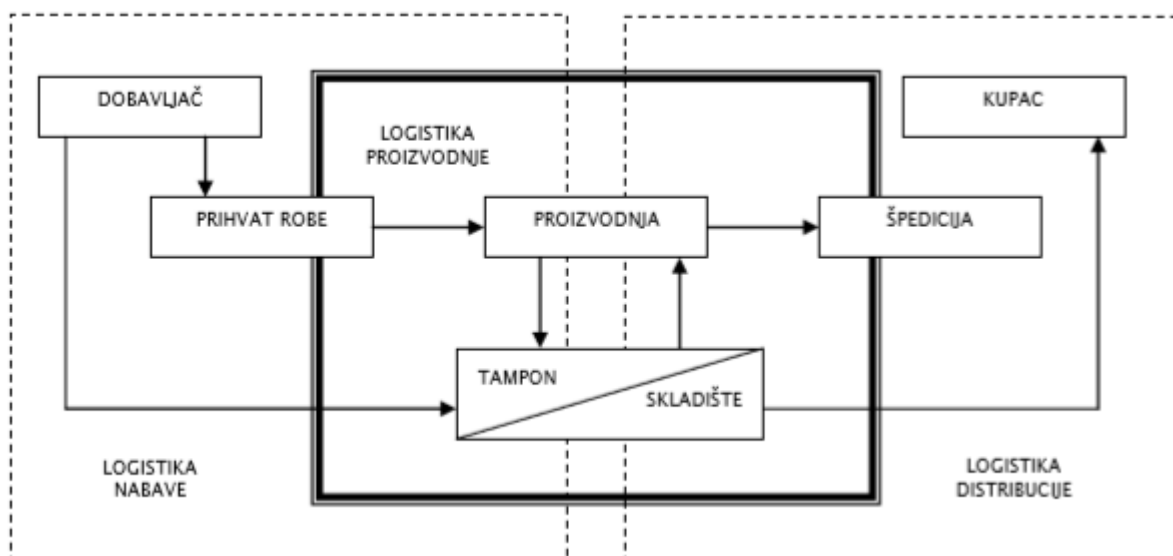 DOBAVLJAČ
KUPAC
LOGISTIKA
PROIZVODNJE
PRIHVAT ROBE
PROIZVODNJA
ŠPEDICIJA
TAMPON
SKLADIŠTE
LOGISTIKA
NABAVE
LOGISTIKA
DISTRIBUCIJE